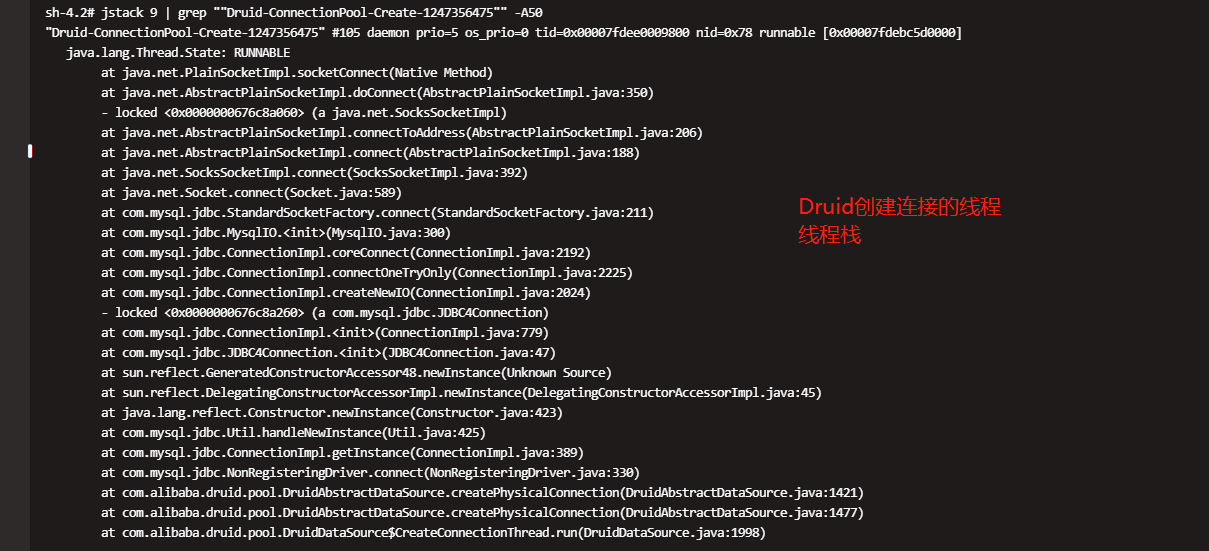 sh-4.2# jstack 9 | grep ""Druid-ConnectionPool-Create-1247356475"" -A50
"Druid-ConnectionPool-Create-1247356475" #105 daemon prio=5 os_prio=0 tid=0x00007fdee0009800 nid=0x78 runnable [0x00007fdebc5d0000]
java.lang.Thread.State: RUNNABLE
at java.net.PlainSocketImpl.socketConnect(Native Method)
at java.net.AbstractPlainSocketImpl.doConnect(AbstractPlainSocketImpl.java:350)
- locked <0x0000000676c8a060> (a java.net.SocksSocketImpl)
at java.net.AbstractPlainSocketImpl.connectToAddress(AbstractPlainSocketImpl.java:206)
at java.net.AbstractPlainSocketImpl.connect(AbstractPlainSocketImpl.java:188)
at java.net.SocksSocketImpl.connect(SocksSocketImpl.java:392)
at java.net.Socket.connect(Socket.java:589)
at com.mysql.jdbc.StandardSocketFactory.connect(StandardSocketFactory.java:211)
at com.mysql.jdbc.MysqlIO.<init>(MysqlIO.java:300)
at com.mysql.jdbc.ConnectionImpl.coreConnect(ConnectionImpl.java:2192)
at com.mysql.jdbc.ConnectionImpl.connectOneTryOnly(ConnectionImpl.java:2225)
at com.mysql.jdbc.ConnectionImpl.createNewIO(ConnectionImpl.java:2024)
- locked <0x0000000676c8a260> (a com.mysql.jdbc.JDBC4Connection)
at com.mysql.jdbc.ConnectionImpl.<init>(ConnectionImpl.java:779)
at com.mysql.jdbc.JDBC4Connection.<init>(JDBC4Connection.java:47)
at sun.reflect.GeneratedConstructorAccessor48.newInstance(Unknown Source)
at sun.reflect.DelegatingConstructorAccessorImpl.newInstance(DelegatingConstructorAccessorImpl.java:45)
at java.lang.reflect.Constructor.newInstance(Constructor.java:423)
at com.mysql.jdbc.Util.handleNewInstance(Util.java:425)
at com.mysql.jdbc.ConnectionImpl.getInstance(ConnectionImpl.java:389)
at com.mysql.jdbc.NonRegisteringDriver.connect(NonRegisteringDriver.java:330)
at com.alibaba.druid.pool.DruidAbstractDataSource.createPhysicalConnection(DruidAbstractDataSource.java:1421)
at com.alibaba.druid.pool.DruidAbstractDataSource.createPhysicalConnection(DruidAbstractDataSource.java:1477)
at com.alibaba.druid.pool.DruidDataSource$CreateConnectionThread.run(DruidDataSource.java:1998)
Druid创建连接的线程
线程栈